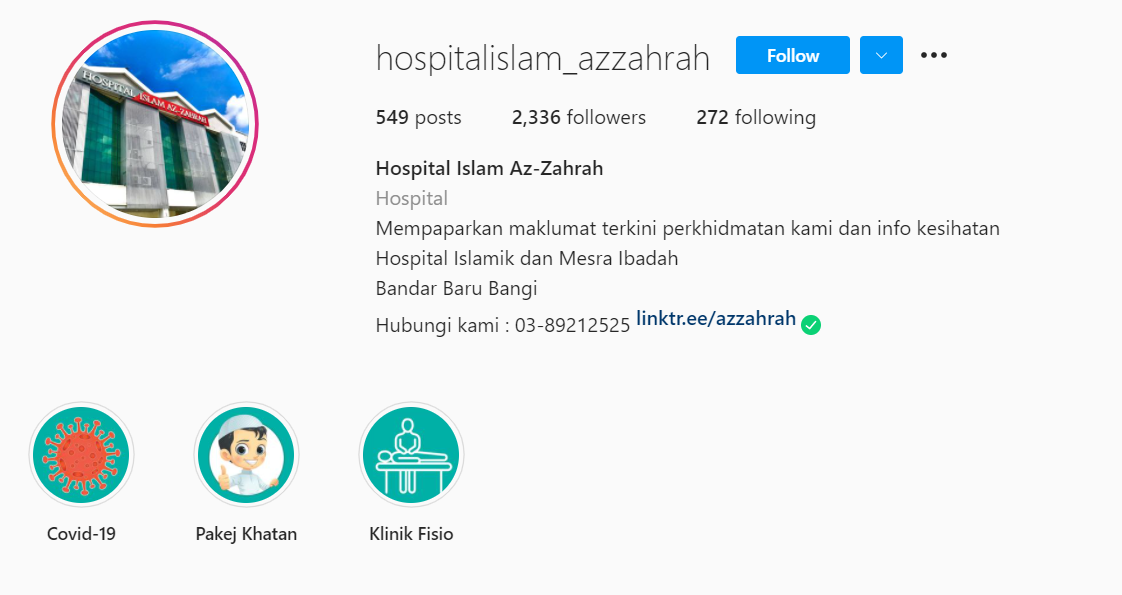 HOSPITAL ISLAM AZ-ZAHRAH
hospitalislam_azzahrah Follow
549 posts 2,336 followers 272 following
Hospital Islam Az-Zahrah
Hospital
Mempaparkan maklumat terkini perkhidmatan kami dan info kesihatan
Hospital Islamik dan Mesra Ibadah
Bandar Baru Bangi
Hubungi kami : 03-89212525 linktr.ee/azzahrah
Covid-19 Pakej Khatan Klinik Fisio